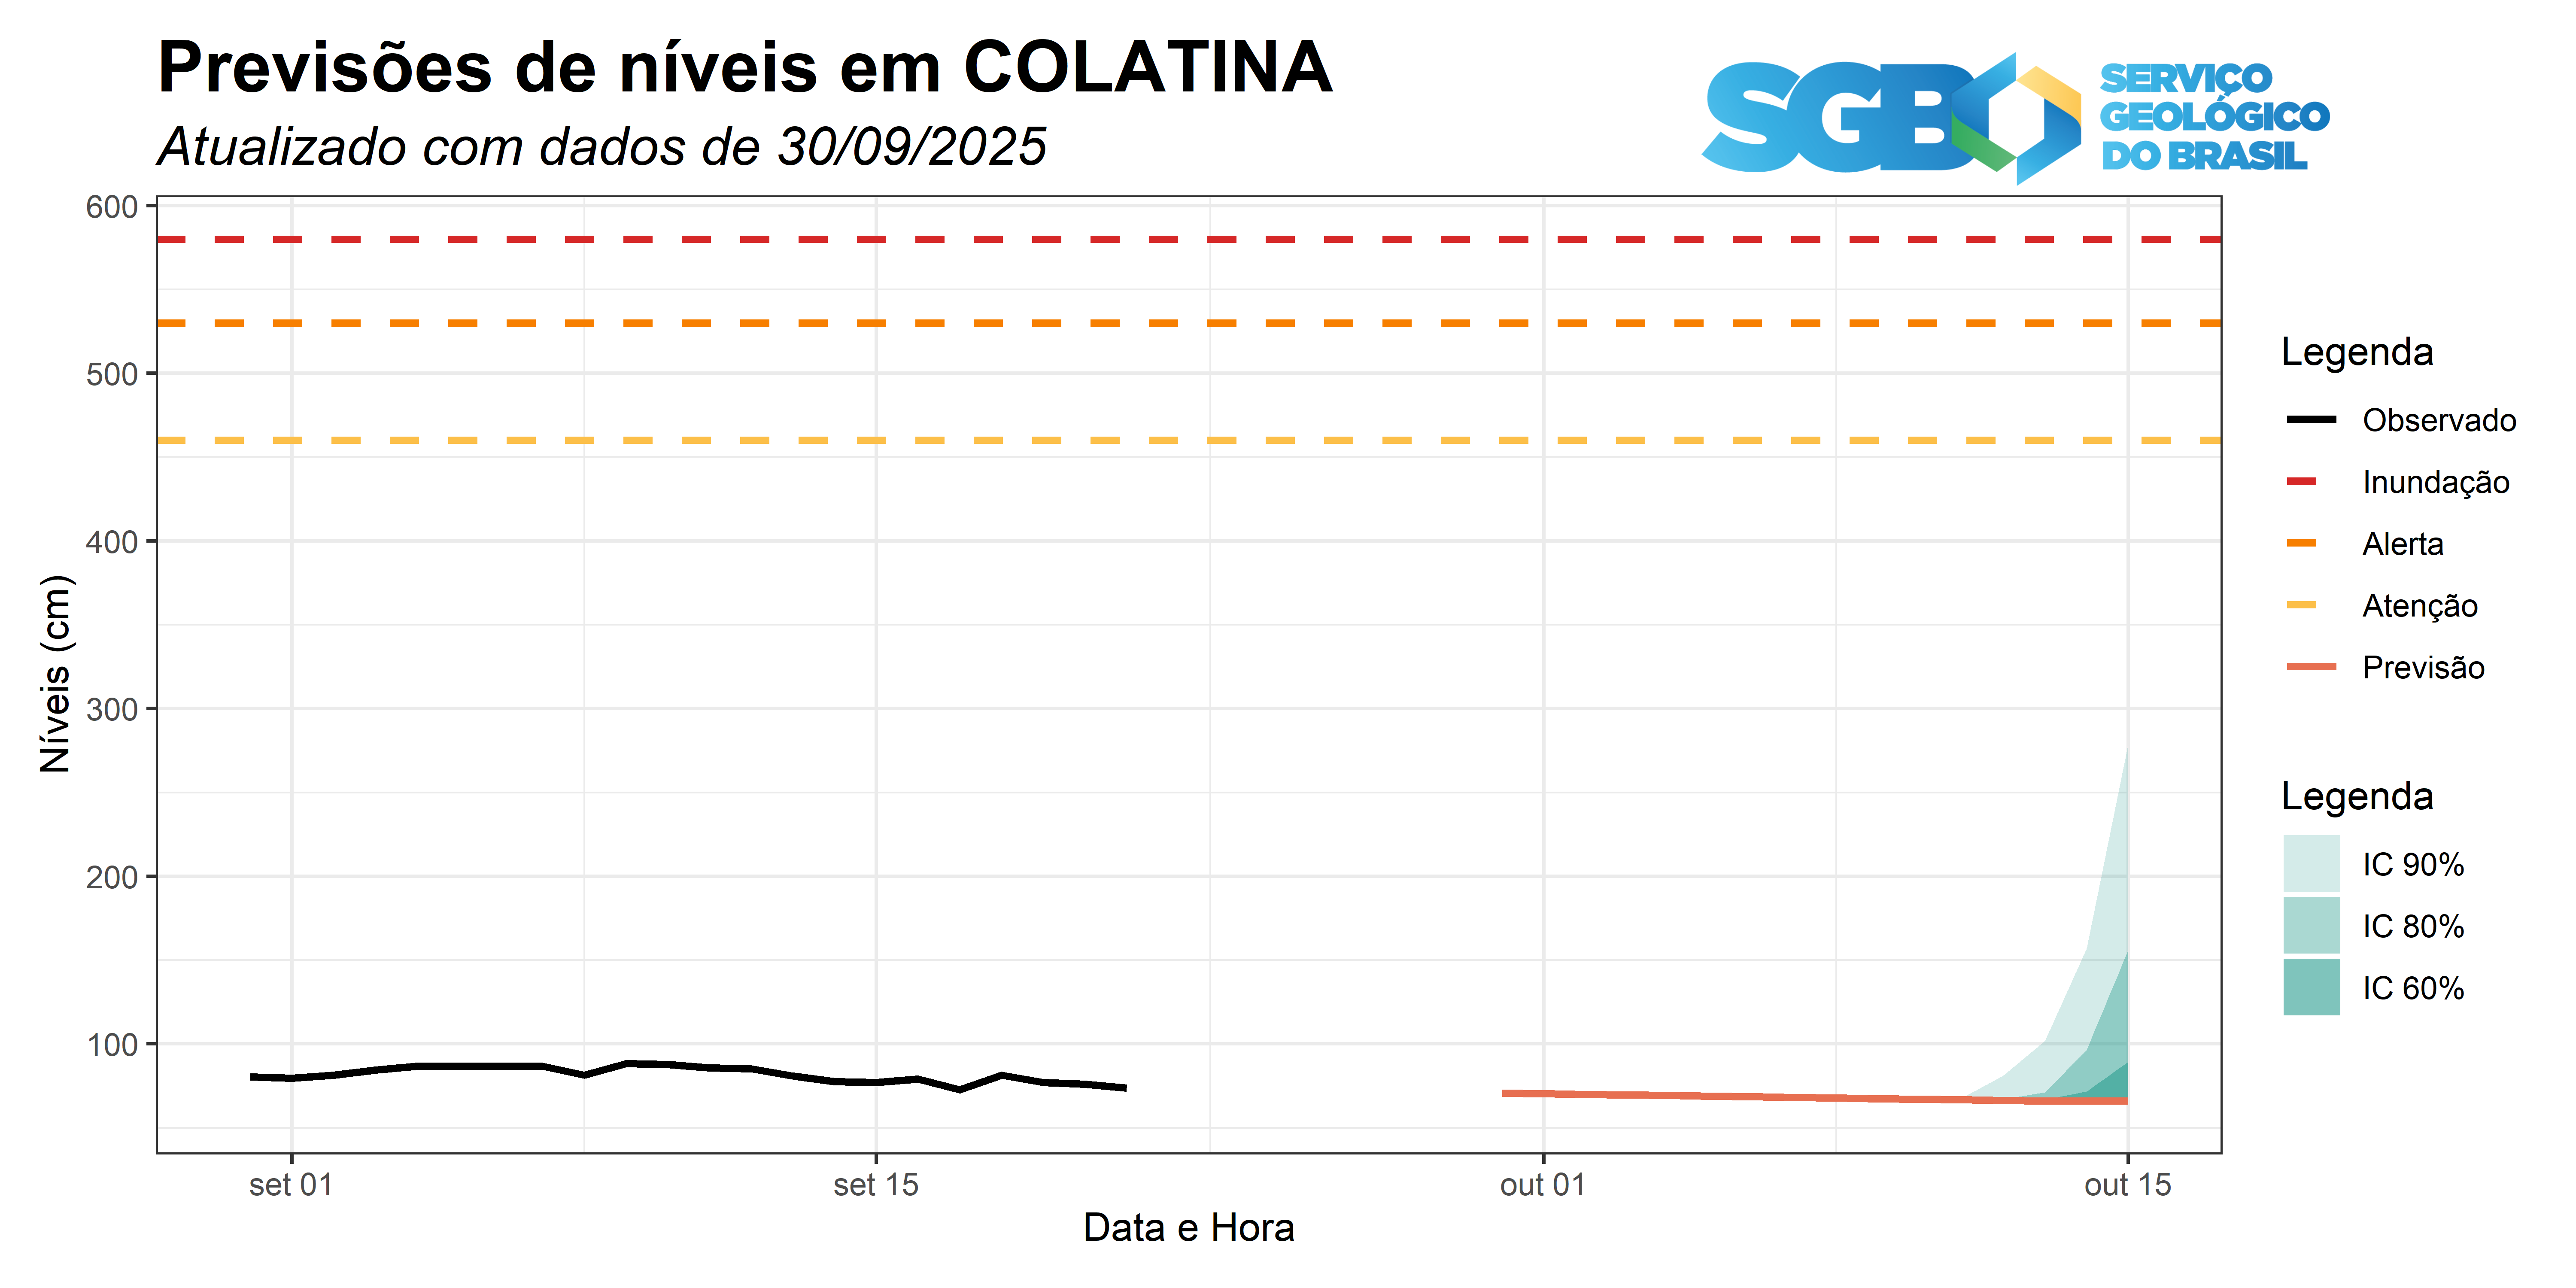 Previsões de níveis em COLATINA
Atualizado com dados de 30/09/2025
SGB
SERVIÇO
GEOLÓGICO
DO BRASIL
600
500
400
300
200
100
Níveis (cm)
set 01
set 15
out 01
out 15
Data e Hora
Legenda
Observado
Inundação
Alerta
Atenção
Previsão
Legenda
IC 90%
IC 80%
IC 60%